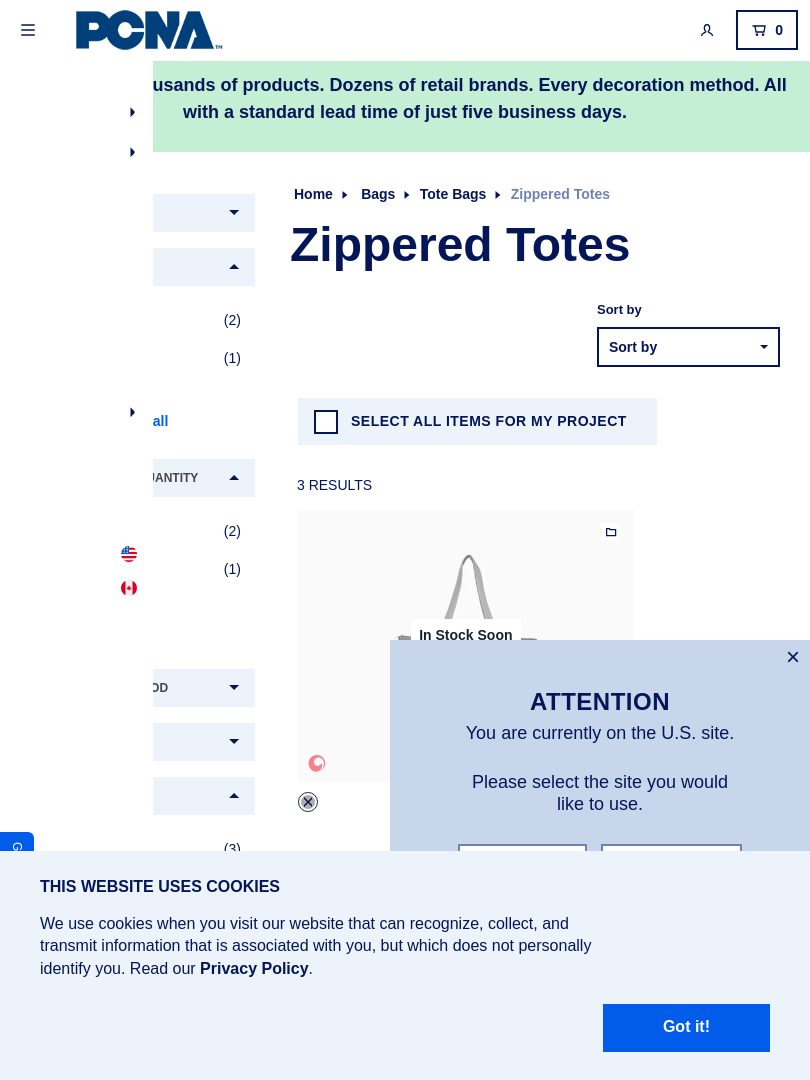 PCNA™
0
usands of products. Dozens of retail brands. Every decoration method. All
with a standard lead time of just five business days.
Home Bags Tote Bags Zippered Totes
Zippered Totes
(2)
Sort by
Sort by
(1)
all
SELECT ALL ITEMS FOR MY PROJECT
UANTITY
3 RESULTS
(2)
(1)
In Stock Soon
OD
ATTENTION
You are currently on the U.S. site.
Please select the site you would
like to use.
(3)
G
THIS WEBSITE USES COOKIES
We use cookies when you visit our website that can recognize, collect, and
transmit information that is associated with you, but which does not personally
identify you. Read our Privacy Policy.
Got it!